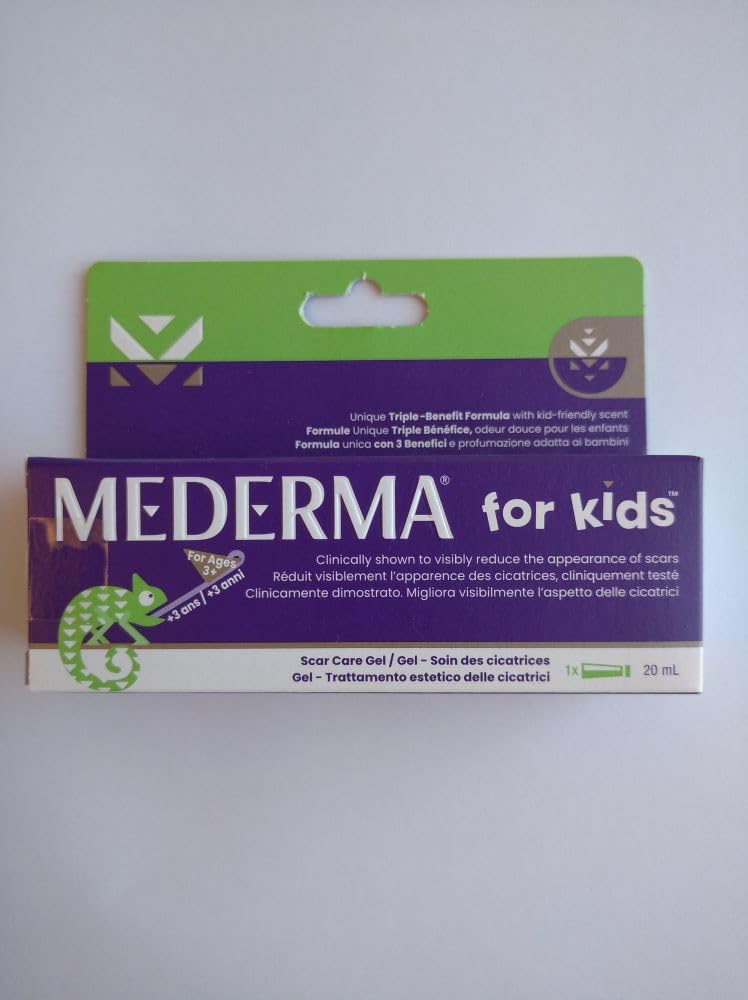 Unique Triple-Benefit Formula with kid-friendly scent
Formule Unique Triple Bénéfice, odeur douce pour les enfants
Formula unica con 3 Benefici e profumazione adatta ai bambini
MEDERMA® for kids™
For Ages
3+
+3 ans / +3 anni
Clinically shown to visibly reduce the appearance of scars
Réduit visiblement l'apparence des cicatrices, cliniquement testé
Clinicamente dimostrato. Migliora visibilmente l'aspetto delle cicatrici
Scar Care Gel / Gel - Soin des cicatrices
Gel - Trattamento estetico delle cicatrici
1x 20 mL